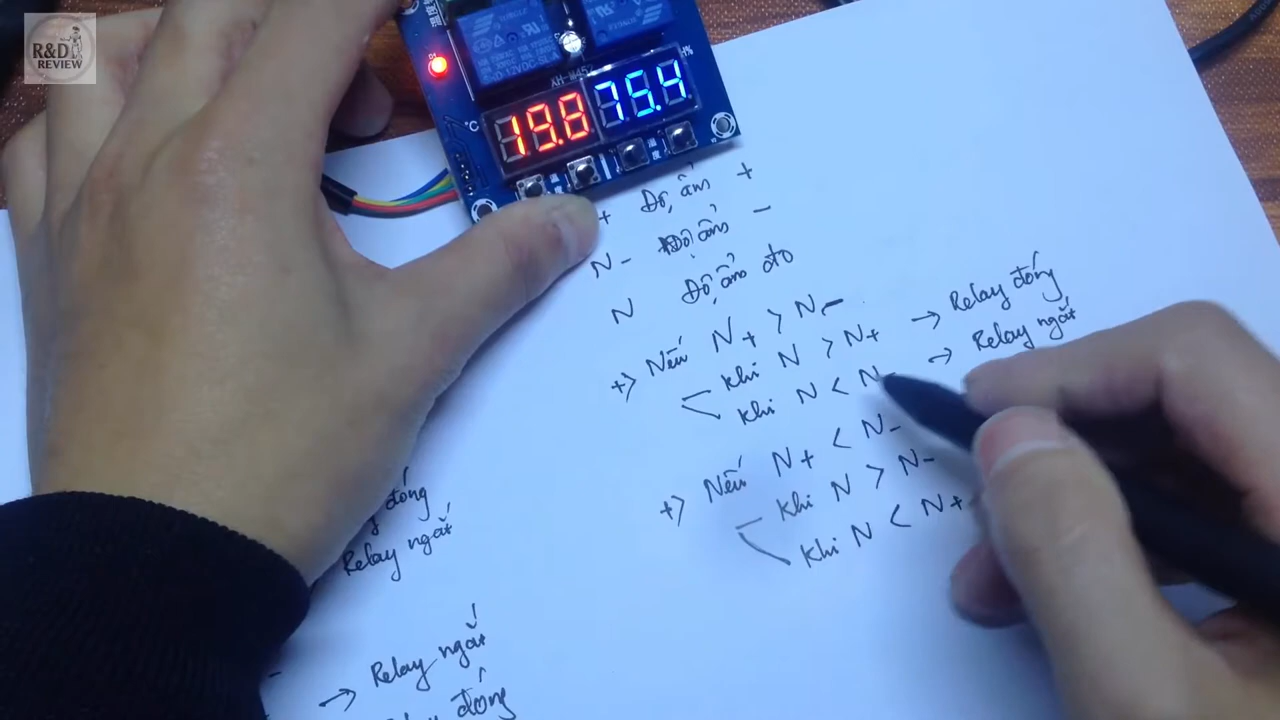 R&D
REVIEW
XH-M452
H%
°C
19.8
75.4
+ Độ ẩm +
N- Độ ẩm -
N Độ ẩm đo
+) Nếu N+ > N-
Khi N > N+ → Relay đóng
Khi N < N- → Relay ngắt
+) Nếu N+ < N-
Khi N > N-
Khi N < N+
đóng
Relay ngắt
→ Relay ngắt
đóng